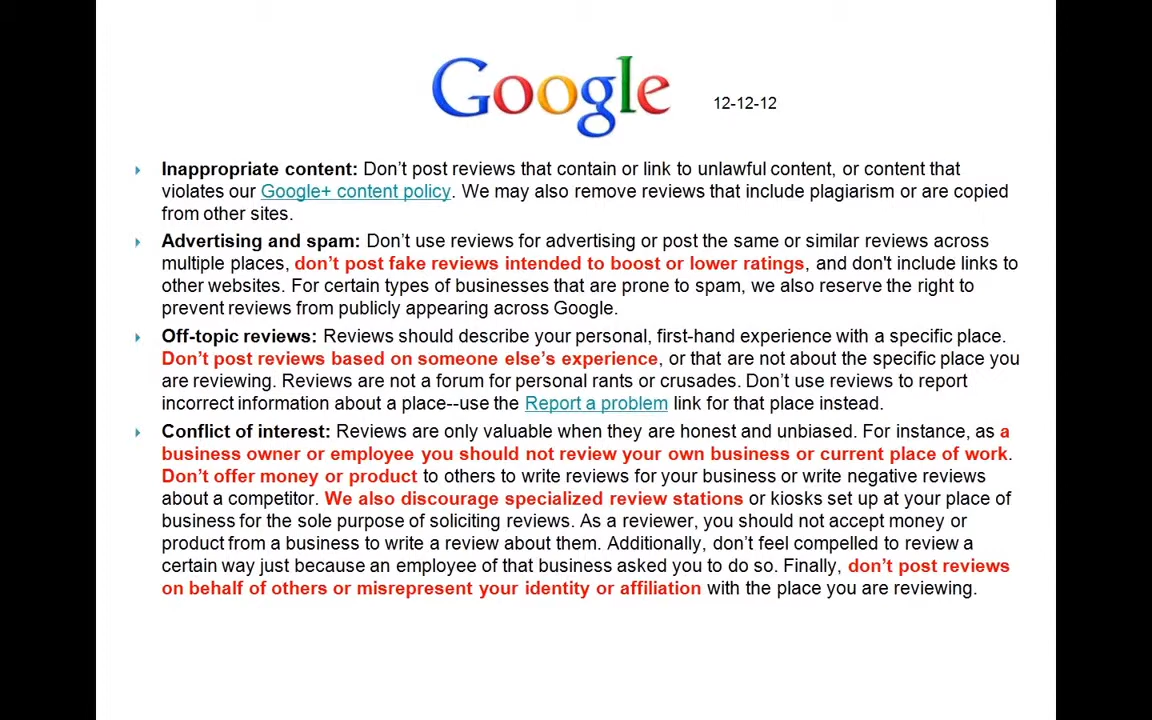 Google
12-12-12
Inappropriate content: Don’t post reviews that contain or link to unlawful content, or content that
violates our Google+ content policy. We may also remove reviews that include plagiarism or are copied
from other sites.
Advertising and spam: Don’t use reviews for advertising or post the same or similar reviews across
multiple places, don’t post fake reviews intended to boost or lower ratings, and don't include links to
other websites. For certain types of businesses that are prone to spam, we also reserve the right to
prevent reviews from publicly appearing across Google.
Off-topic reviews: Reviews should describe your personal, first-hand experience with a specific place.
Don’t post reviews based on someone else’s experience, or that are not about the specific place you
are reviewing. Reviews are not a forum for personal rants or crusades. Don’t use reviews to report
incorrect information about a place--use the Report a problem link for that place instead.
Conflict of interest: Reviews are only valuable when they are honest and unbiased. For instance, as a
business owner or employee you should not review your own business or current place of work.
Don’t offer money or product to others to write reviews for your business or write negative reviews
about a competitor. We also discourage specialized review stations or kiosks set up at your place of
business for the sole purpose of soliciting reviews. As a reviewer, you should not accept money or
product from a business to write a review about them. Additionally, don’t feel compelled to review a
certain way just because an employee of that business asked you to do so. Finally, don’t post reviews
on behalf of others or misrepresent your identity or affiliation with the place you are reviewing.